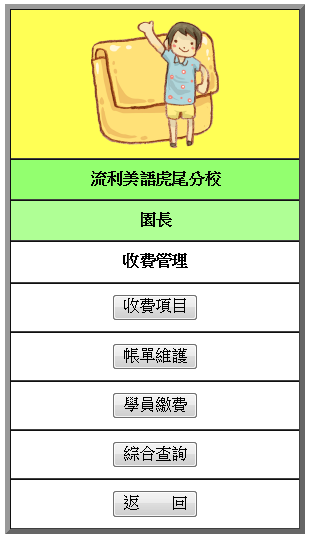 流利美語虎尾分校
園長
收費管理
收費項目
帳單維護
學員繳費
綜合查詢
返　　回